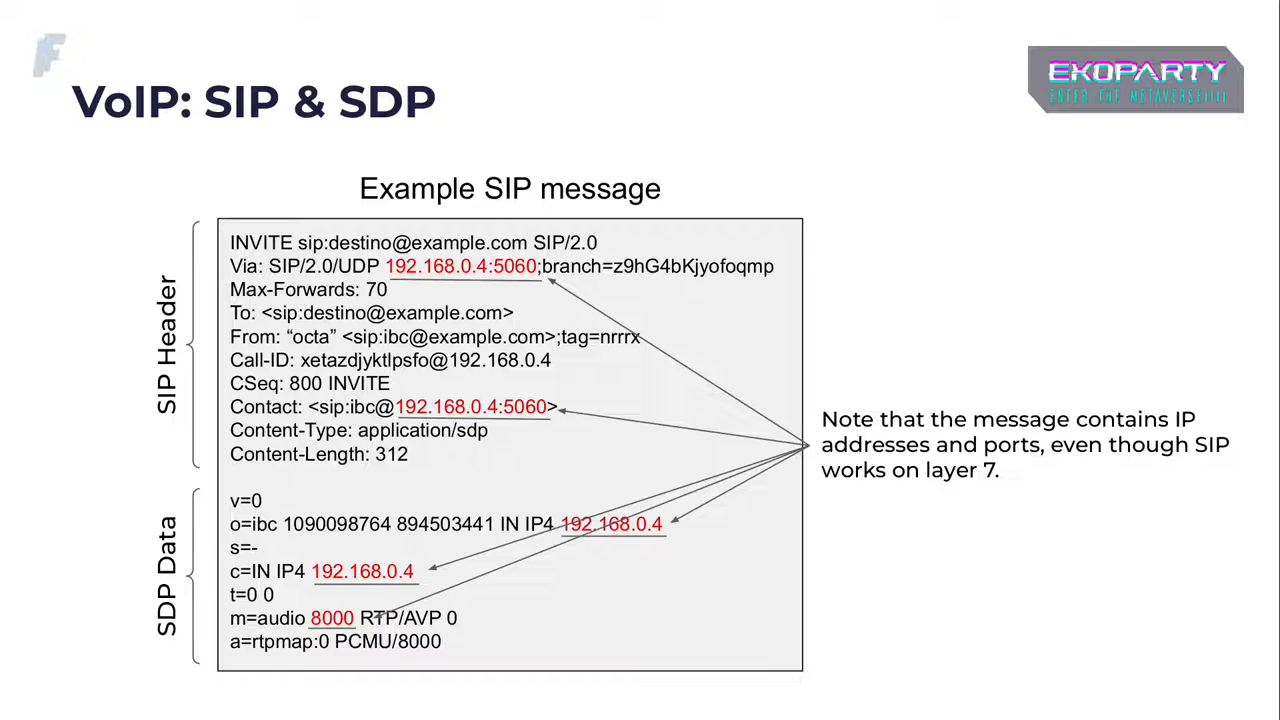 VoIP: SIP & SDP
EKOPARTY
ENTER THE METAVERSE
Example SIP message
SIP Header
INVITE sip:destino@example.com SIP/2.0
Via: SIP/2.0/UDP 192.168.0.4:5060;branch=z9hG4bKjyofoqmp
Max-Forwards: 70
To: <sip:destino@example.com>
From: “octa” <sip:ibc@example.com>;tag=nrrrx
Call-ID: xetazdjyktlpsfo@192.168.0.4
CSeq: 800 INVITE
Contact: <sip:ibc@192.168.0.4:5060>
Content-Type: application/sdp
Content-Length: 312
SDP Data
v=0
o=ibc 1090098764 894503441 IN IP4 192.168.0.4
s=-
c=IN IP4 192.168.0.4
t=0 0
m=audio 8000 RTP/AVP 0
a=rtpmap:0 PCMU/8000
Note that the message contains IP
addresses and ports, even though SIP
works on layer 7.